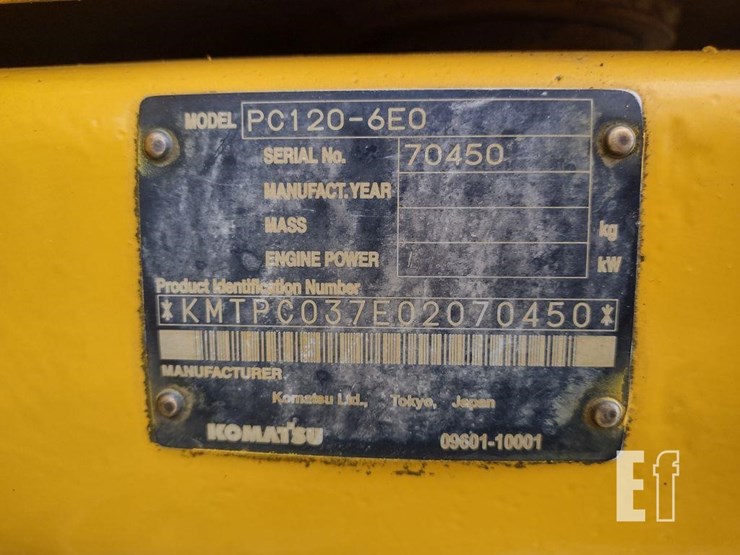 MODEL PC120-6E0
SERIAL No. 70450
MANUFACT.YEAR
MASS kg
ENGINE POWER kW
Product Identification Number
*KMTPC037E02070450*
MANUFACTURER
Komatsu Ltd., Tokyo, Japan
KOMATSU 09601-10001
Ef